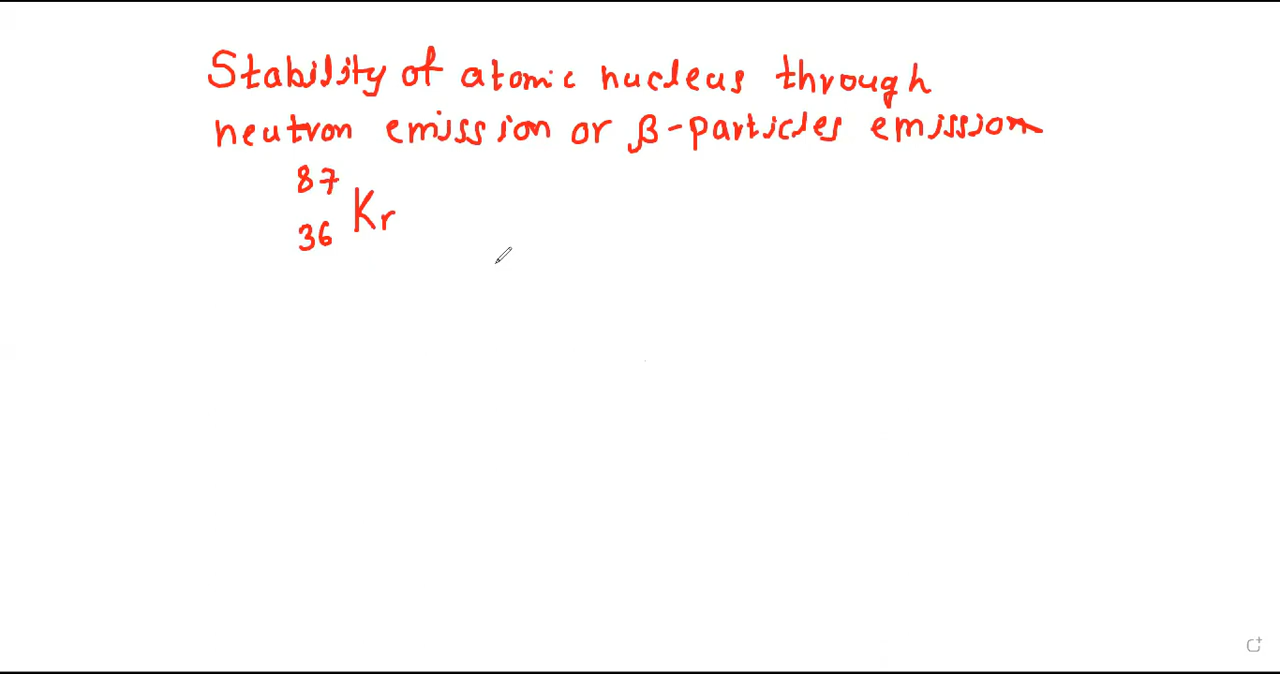 Stability of atomic nucleus through
neutron emission or β-particles emission
87
36 Kr